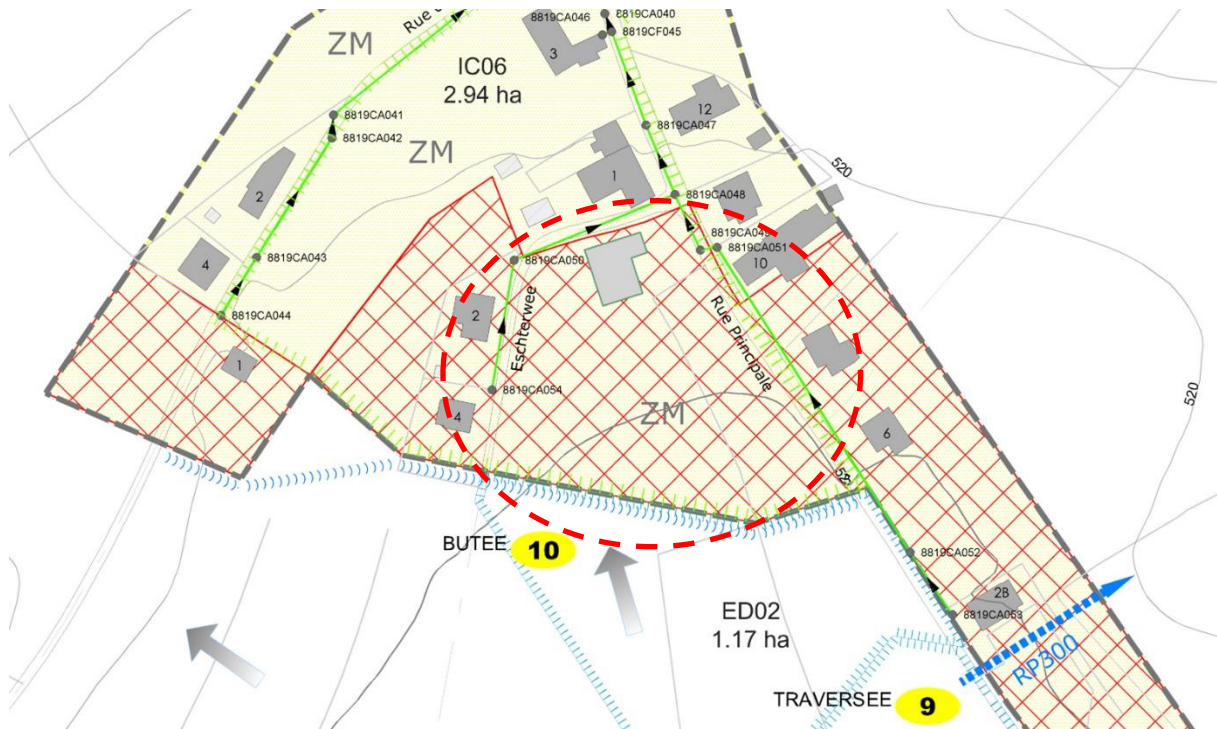 Rue
ZM
8819CA046
8819CA040
3
8819CF045
IC06
2.94 ha
12
8819CA041
8819CA042
8819CA047
ZM
520
2
1
8819CA048
4
8819CA043
8819CA049
8819CA051
8819CA050
10
8819CA044
2
Eschterwee
Rue Principale
1
8819CA054
520
4
ZM
6
BUTEE 10
8819CA052
ED02
1.17 ha
2B
8819CA053
RP300
TRAVERSEE 9